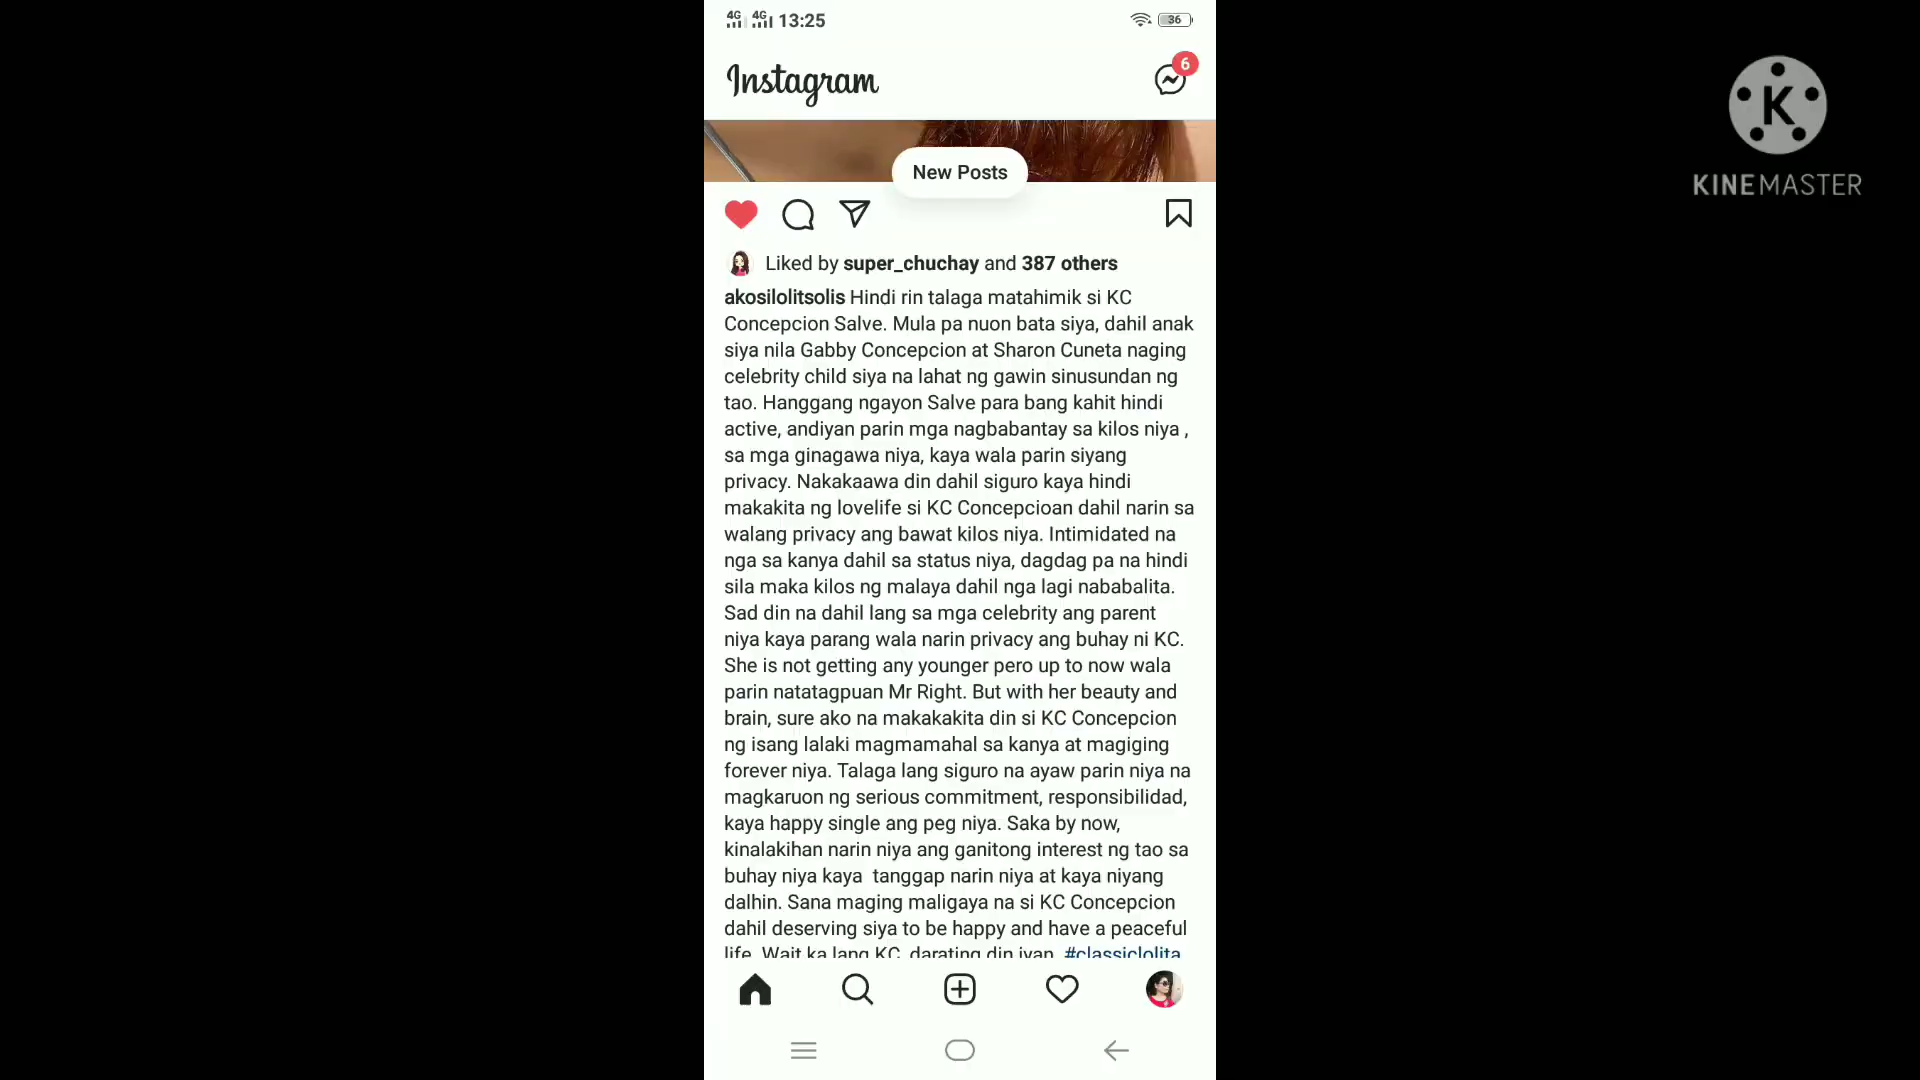 4G 4G 13:25 36
Instagram 6
KINEMASTER
New Posts
Liked by super_chuchay and 387 others
akosilolitsolis Hindi rin talaga matahimik si KC
Concepcion Salve. Mula pa nuon bata siya, dahil anak
siya nila Gabby Concepcion at Sharon Cuneta naging
celebrity child siya na lahat ng gawin sinusundan ng
tao. Hanggang ngayon Salve para bang kahit hindi
active, andiyan parin mga nagbabantay sa kilos niya ,
sa mga ginagawa niya, kaya wala parin siyang
privacy. Nakakaawa din dahil siguro kaya hindi
makakita ng lovelife si KC Concepcioan dahil narin sa
walang privacy ang bawat kilos niya. Intimidated na
nga sa kanya dahil sa status niya, dagdag pa na hindi
sila maka kilos ng malaya dahil nga lagi nababalita.
Sad din na dahil lang sa mga celebrity ang parent
niya kaya parang wala narin privacy ang buhay ni KC.
She is not getting any younger pero up to now wala
parin natatagpuan Mr Right. But with her beauty and
brain, sure ako na makakakita din si KC Concepcion
ng isang lalaki magmamahal sa kanya at magiging
forever niya. Talaga lang siguro na ayaw parin niya na
magkaruon ng serious commitment, responsibilidad,
kaya happy single ang peg niya. Saka by now,
kinalakihan narin niya ang ganitong interest ng tao sa
buhay niya kaya  tanggap narin niya at kaya niyang
dalhin. Sana maging maligaya na si KC Concepcion
dahil deserving siya to be happy and have a peaceful
life. Wait ka lang KC, darating din iyan. #classiclolita